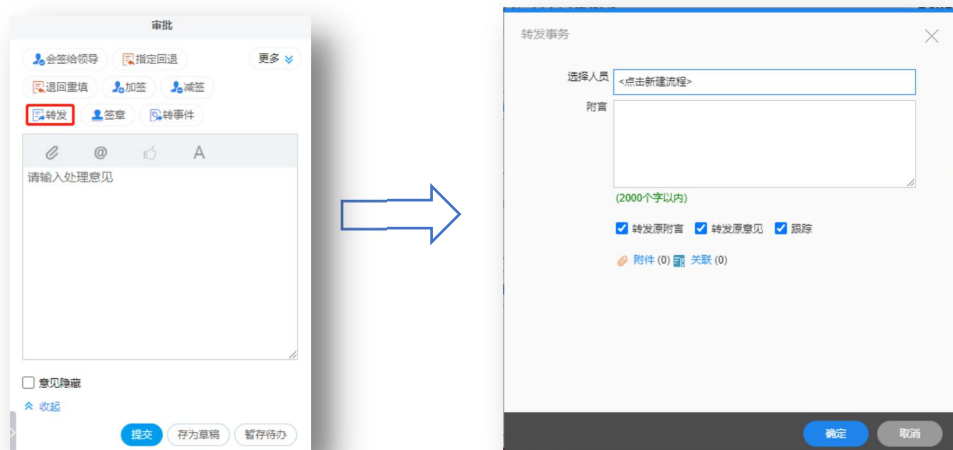 审批
会签给领导 指定回退 更多
退回重填 加签 减签
转发 签章 转事件
@ A
请输入处理意见
意见隐藏
收起
提交 存为草稿 暂存待办
转发事务
选择人员 <点击新建流程>
附言
(2000个字以内)
转发原附言 转发原意见 跟踪
附件 (0) 关联 (0)
确定 取消